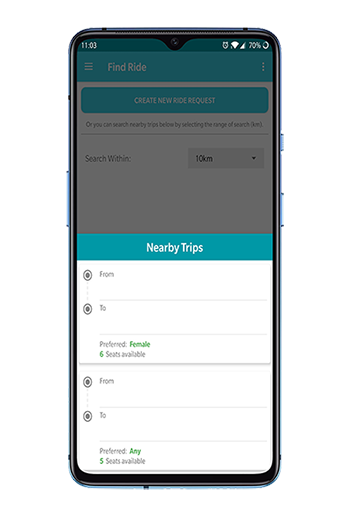 11:03
70%
Find Ride
CREATE NEW RIDE REQUEST
Or you can search nearby trips below by selecting the range of search (km).
Search Within:
10km
Nearby Trips
From
To
Preferred: Female
6 Seats available
From
To
Preferred: Any
5 Seats available